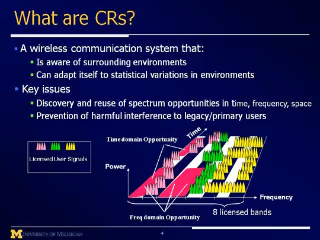 What are CRs?
A wireless communication system that:
Is aware of surrounding environments
Can adapt itself to statistical variations in environments
Key issues
Discovery and reuse of spectrum opportunities in time, frequency, space
Prevention of harmful interference to legacy/primary users
Time domain Opportunity
Time
Licensed User Signals
Power
Frequency
8 licensed bands
Freq domain Opportunity
M UNIVERSITY OF MICHIGAN
4